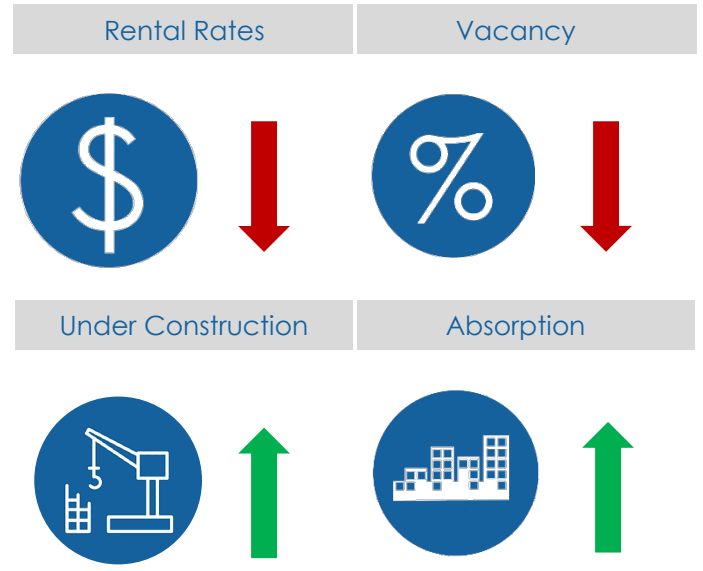 Rental Rates
Vacancy
$
%
Under Construction
Absorption